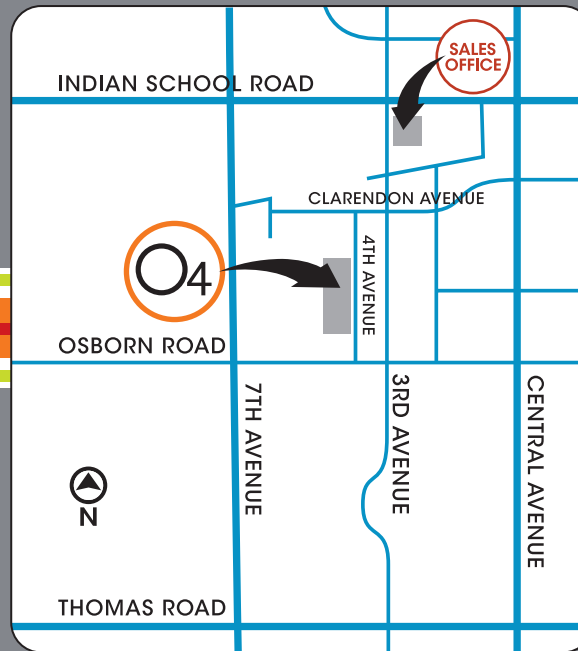 SALES
OFFICE
INDIAN SCHOOL ROAD
CLARENDON AVENUE
4TH AVENUE
O4
OSBORN ROAD
7TH AVENUE
3RD AVENUE
CENTRAL AVENUE
N
THOMAS ROAD